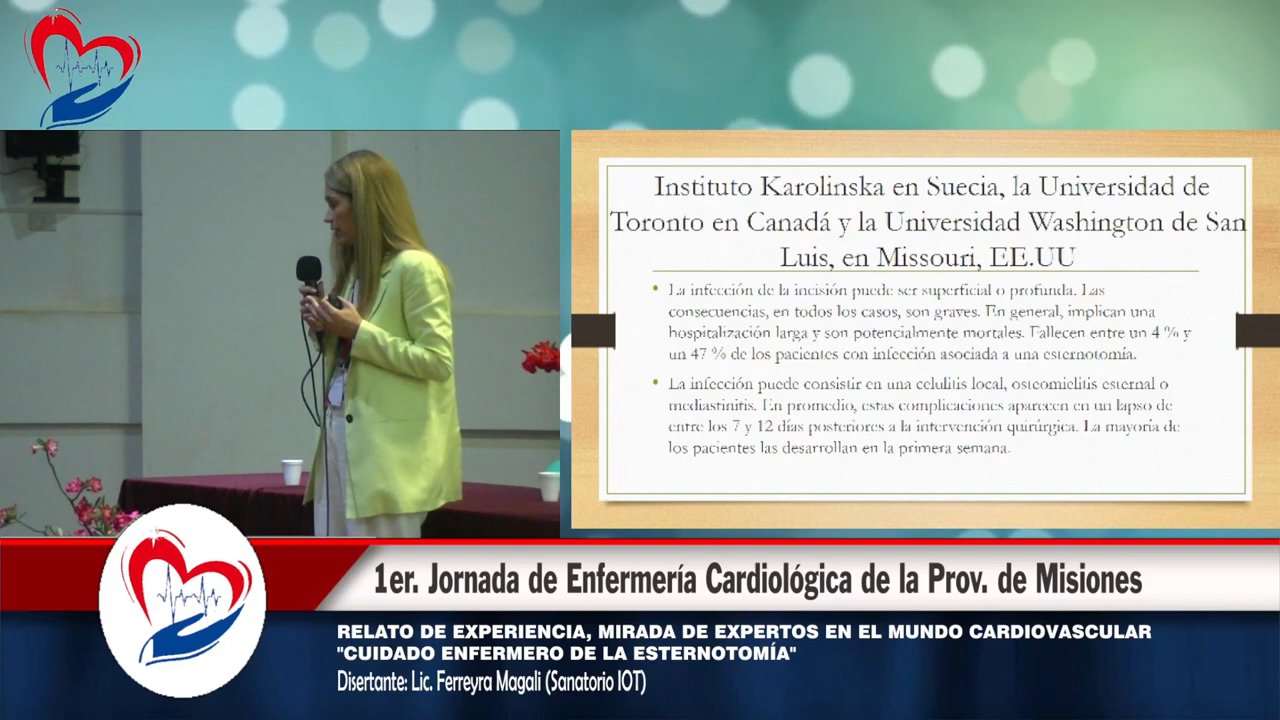 Instituto Karolinska en Suecia, la Universidad de
Toronto en Canadá y la Universidad Washington de San
Luis, en Missouri, EE.UU
• La infección de la incisión puede ser superficial o profunda. Las
consecuencias, en todos los casos, son graves. En general, implican una
hospitalización larga y son potencialmente mortales. Fallecen entre un 4 % y
un 47 % de los pacientes con infección asociada a una esternotomía.
• La infección puede consistir en una celulitis local, osteomielitis esternal o
mediastinitis. En promedio, estas complicaciones aparecen en un lapso de
entre los 7 y 12 días posteriores a la intervención quirúrgica. La mayoría de
los pacientes las desarrollan en la primera semana.
1er. Jornada de Enfermería Cardiológica de la Prov. de Misiones
RELATO DE EXPERIENCIA, MIRADA DE EXPERTOS EN EL MUNDO CARDIOVASCULAR
"CUIDADO ENFERMERO DE LA ESTERNOTOMÍA"
Disertante: Lic. Ferreyra Magali (Sanatorio IOT)